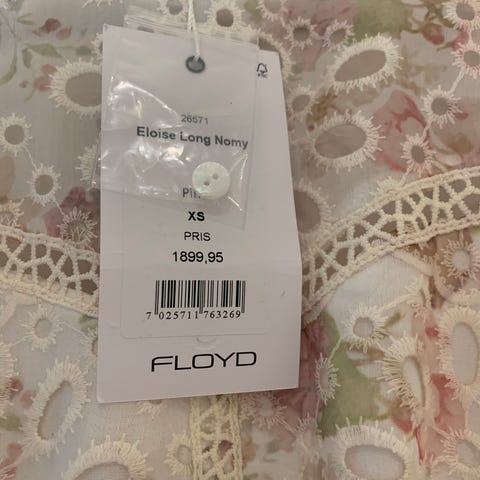 26571
Eloise Long Nomy
XS
PRIS
1899,95
7 025711 763269
FLOYD